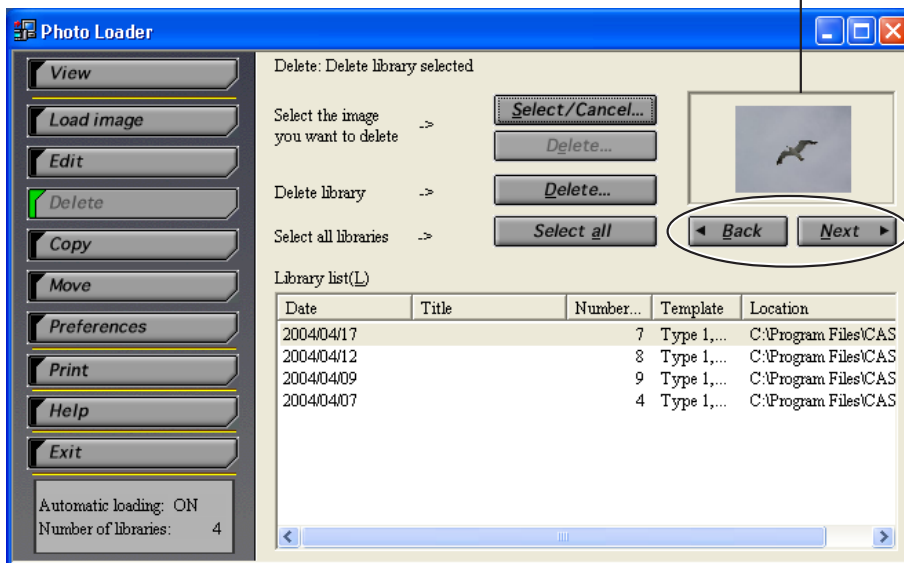 Photo Loader
View
Load image
Edit
Delete
Copy
Move
Preferences
Print
Help
Exit
Automatic loading: ON
Number of libraries: 4
Delete: Delete library selected
Select the image
you want to delete -> Select/Cancel...
Delete...
Delete library -> Delete...
Select all libraries -> Select all
Back Next
Library list(L)
Date Title Number... Template Location
2004/04/17 7 Type 1,... C:\Program Files\CAS
2004/04/12 8 Type 1,... C:\Program Files\CAS
2004/04/09 9 Type 1,... C:\Program Files\CAS
2004/04/07 4 Type 1,... C:\Program Files\CAS